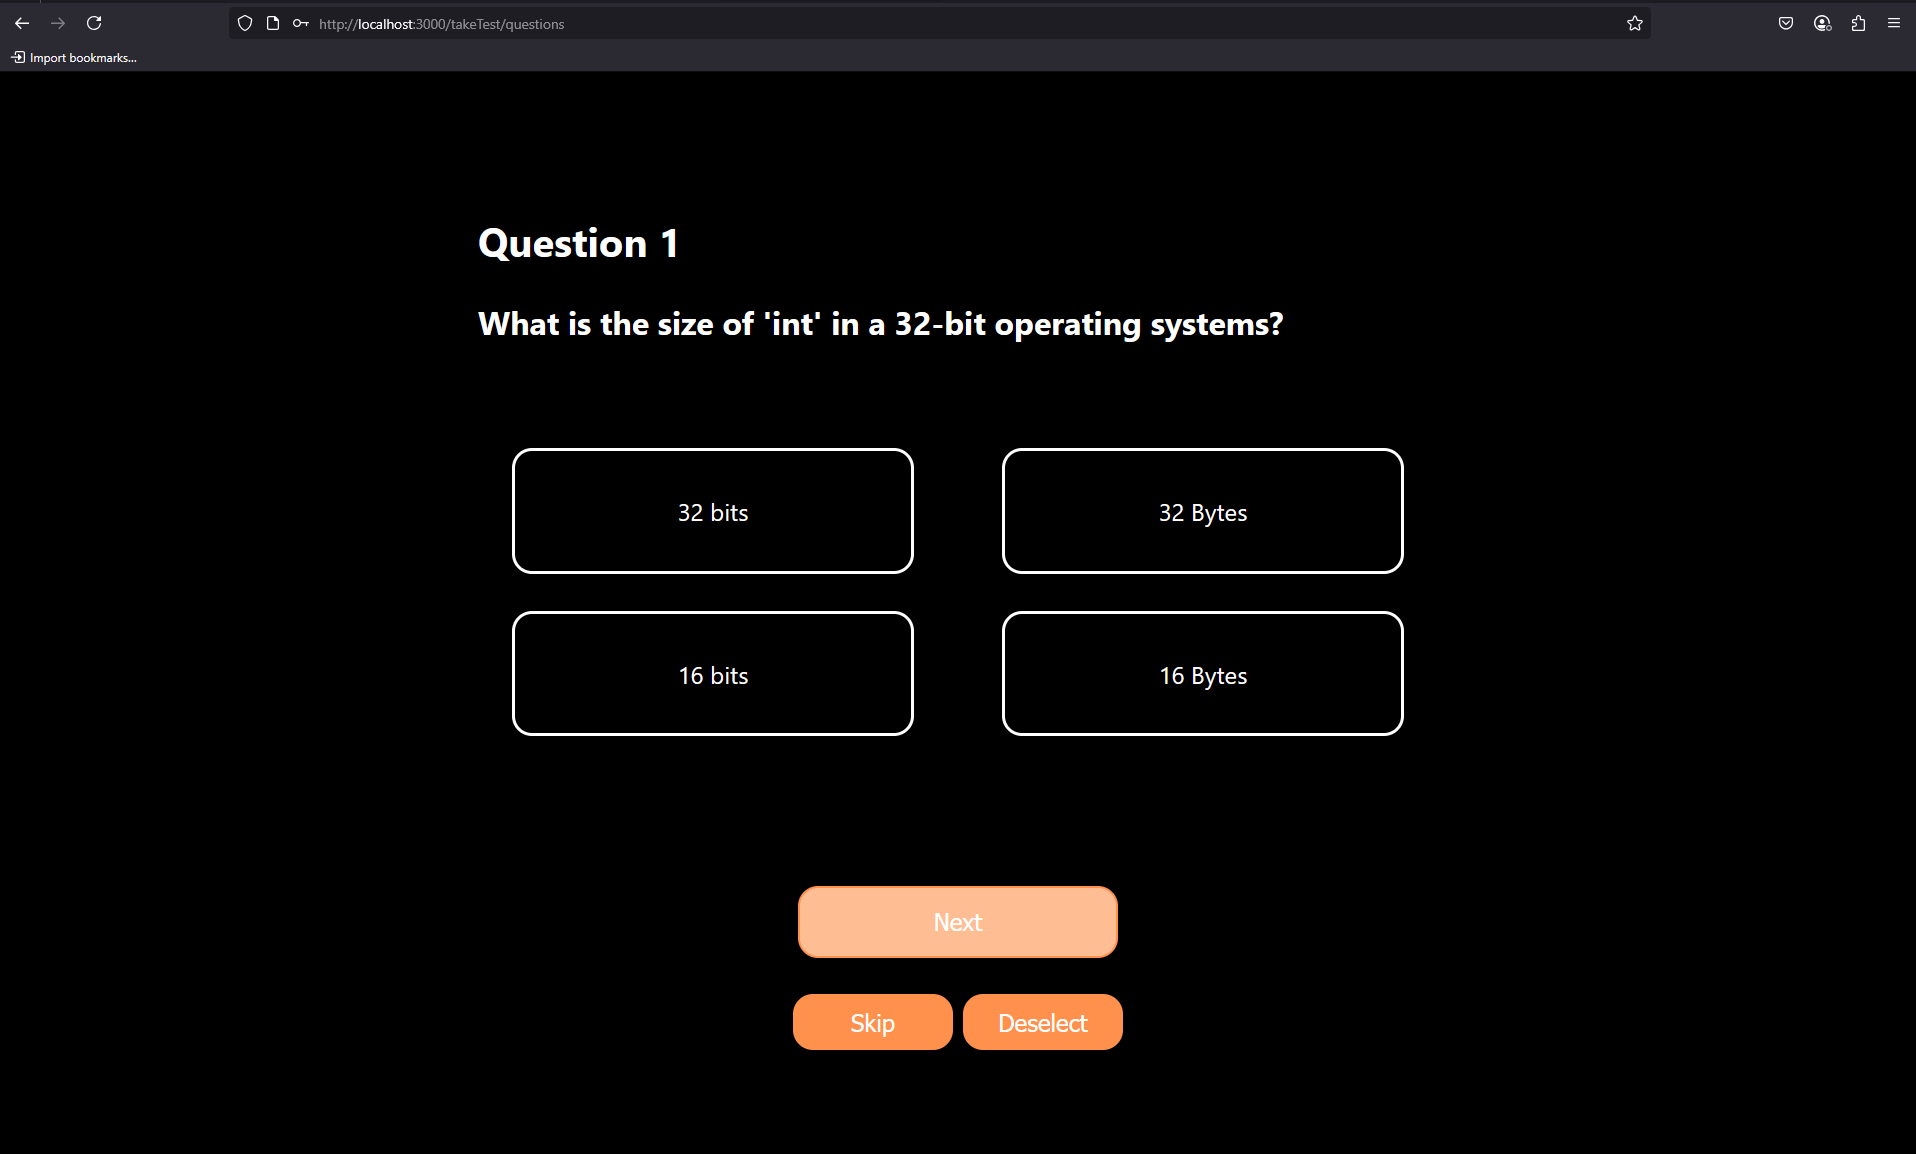 http://localhost:3000/takeTest/questions
Import bookmarks...
Question 1
What is the size of 'int' in a 32-bit operating systems?
32 bits
32 Bytes
16 bits
16 Bytes
Next
Skip
Deselect